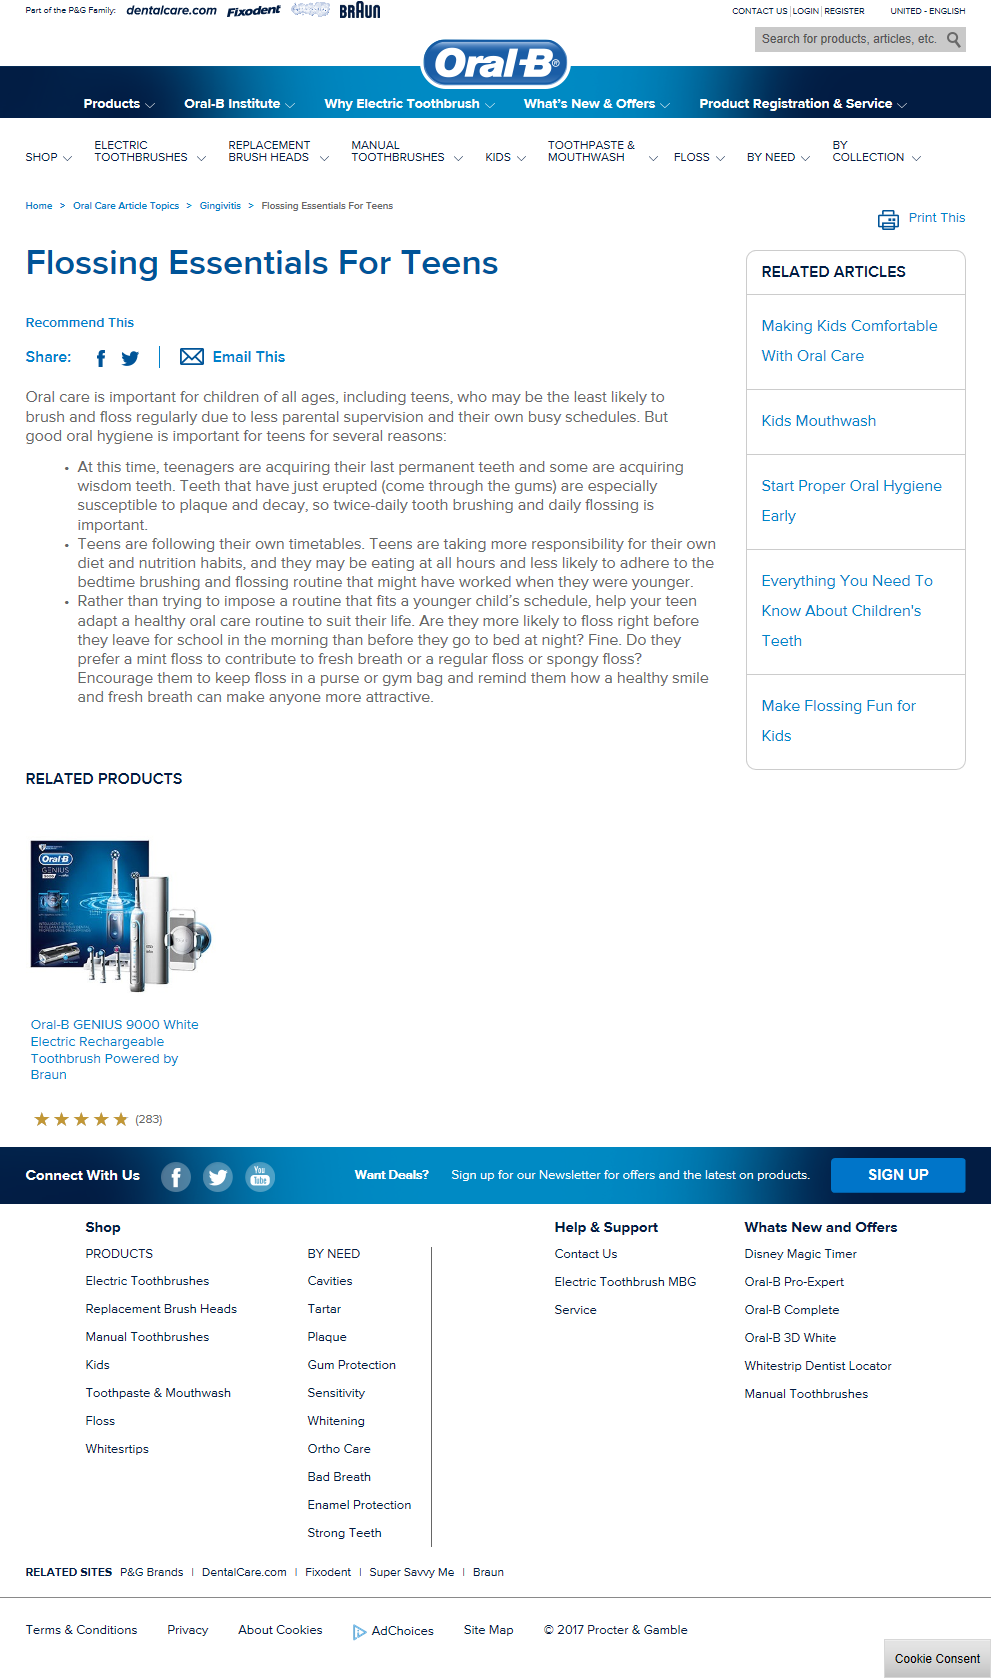 Part of the P&G Family:
dentalcare.com
Fixodent
BRAUN
CONTACT US | LOGIN | REGISTER
UNITED - ENGLISH
Search for products, articles, etc.
Oral-B®
Products
Oral-B Institute
Why Electric Toothbrush
What's New & Offers
Product Registration & Service
SHOP
ELECTRIC
TOOTHBRUSHES
REPLACEMENT
BRUSH HEADS
MANUAL
TOOTHBRUSHES
KIDS
TOOTHPASTE &
MOUTHWASH
FLOSS
BY NEED
BY
COLLECTION
Home > Oral Care Article Topics > Gingivitis > Flossing Essentials For Teens
Print This
Flossing Essentials For Teens
Recommend This
Share:
Email This
Oral care is important for children of all ages, including teens, who may be the least likely to
brush and floss regularly due to less parental supervision and their own busy schedules. But
good oral hygiene is important for teens for several reasons:
• At this time, teenagers are acquiring their last permanent teeth and some are acquiring
wisdom teeth. Teeth that have just erupted (come through the gums) are especially
susceptible to plaque and decay, so twice-daily tooth brushing and daily flossing is
important.
• Teens are following their own timetables. Teens are taking more responsibility for their own
diet and nutrition habits, and they may be eating at all hours and less likely to adhere to the
bedtime brushing and flossing routine that might have worked when they were younger.
• Rather than trying to impose a routine that fits a younger child's schedule, help your teen
adapt a healthy oral care routine to suit their life. Are they more likely to floss right before
they leave for school in the morning than before they go to bed at night? Fine. Do they
prefer a mint floss to contribute to fresh breath or a regular floss or spongy floss?
Encourage them to keep floss in a purse or gym bag and remind them how a healthy smile
and fresh breath can make anyone more attractive.
RELATED ARTICLES
Making Kids Comfortable
With Oral Care
Kids Mouthwash
Start Proper Oral Hygiene
Early
Everything You Need To
Know About Children's
Teeth
Make Flossing Fun for
Kids
RELATED PRODUCTS
Oral-B
GENIUS
Oral-B GENIUS 9000 White
Electric Rechargeable
Toothbrush Powered by
Braun
(283)
Connect With Us
You
Tube
Want Deals?
Sign up for our Newsletter for offers and the latest on products.
SIGN UP
Shop
PRODUCTS
Electric Toothbrushes
Replacement Brush Heads
Manual Toothbrushes
Kids
Toothpaste & Mouthwash
Floss
Whitesrtips
BY NEED
Cavities
Tartar
Plaque
Gum Protection
Sensitivity
Whitening
Ortho Care
Bad Breath
Enamel Protection
Strong Teeth
Help & Support
Contact Us
Electric Toothbrush MBG
Service
Whats New and Offers
Disney Magic Timer
Oral-B Pro-Expert
Oral-B Complete
Oral-B 3D White
Whitestrip Dentist Locator
Manual Toothbrushes
RELATED SITES P&G Brands | DentalCare.com | Fixodent | Super Savvy Me | Braun
Terms & Conditions
Privacy
About Cookies
AdChoices
Site Map
© 2017 Procter & Gamble
Cookie Consent